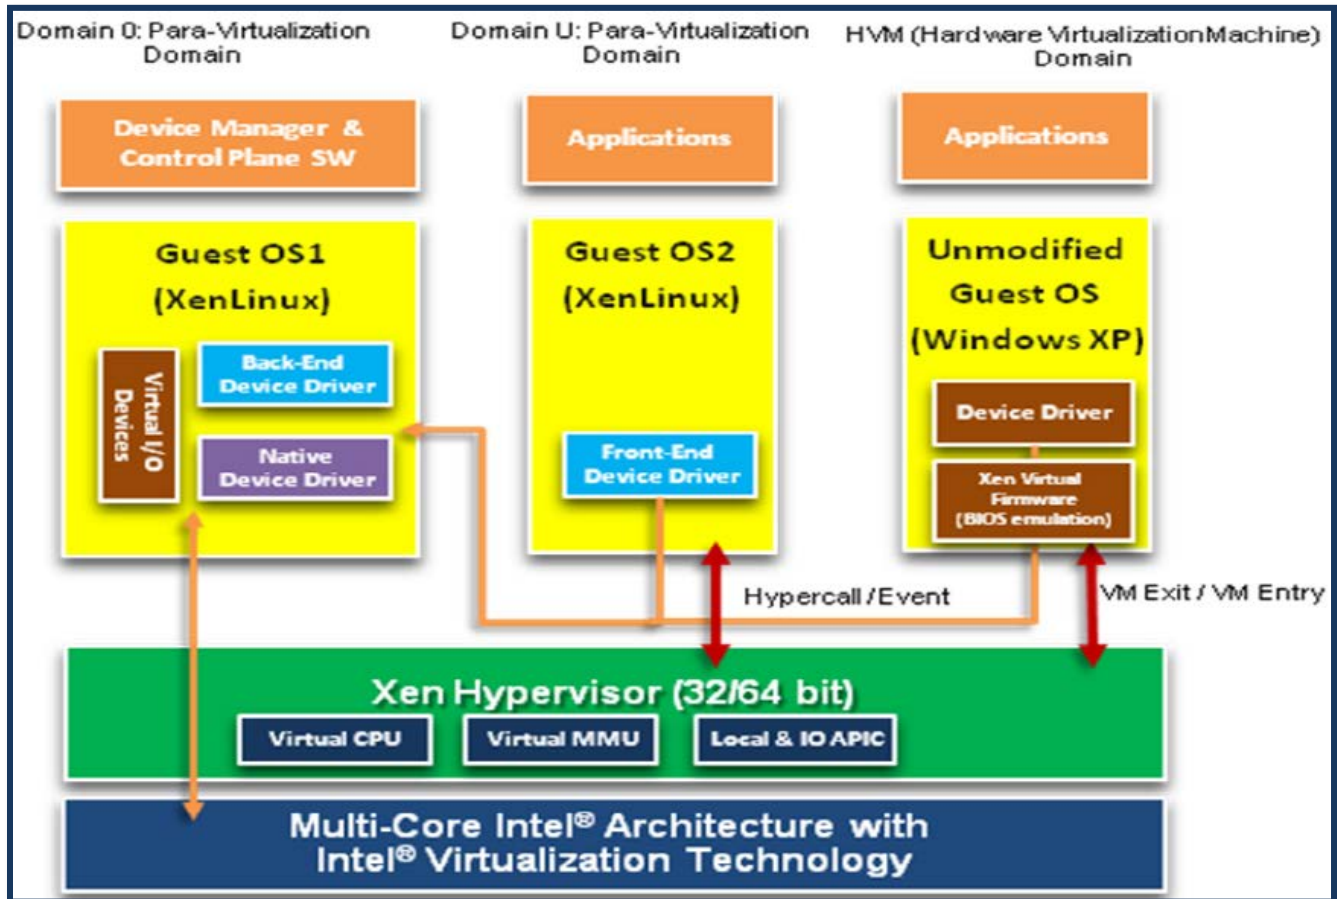 Domain 0: Para-Virtualization
Domain
Domain U: Para-Virtualization
Domain
HVM (Hardware VirtualizationMachine)
Domain
Device Manager &
Control Plane SW
Applications
Applications
Guest OS1
(XenLinux)
Virtual I/O
Devices
Back-End
Device Driver
Native
Device Driver
Guest OS2
(XenLinux)
Front-End
Device Driver
Unmodified
Guest OS
(Windows XP)
Device Driver
Xen Virtual
Firmware
(BIOS emulation)
Hypercall /Event
VM Exit / VM Entry
Xen Hypervisor (32/64 bit)
Virtual CPU
Virtual MMU
Local & IO APIC
Multi-Core Intel® Architecture with
Intel® Virtualization Technology